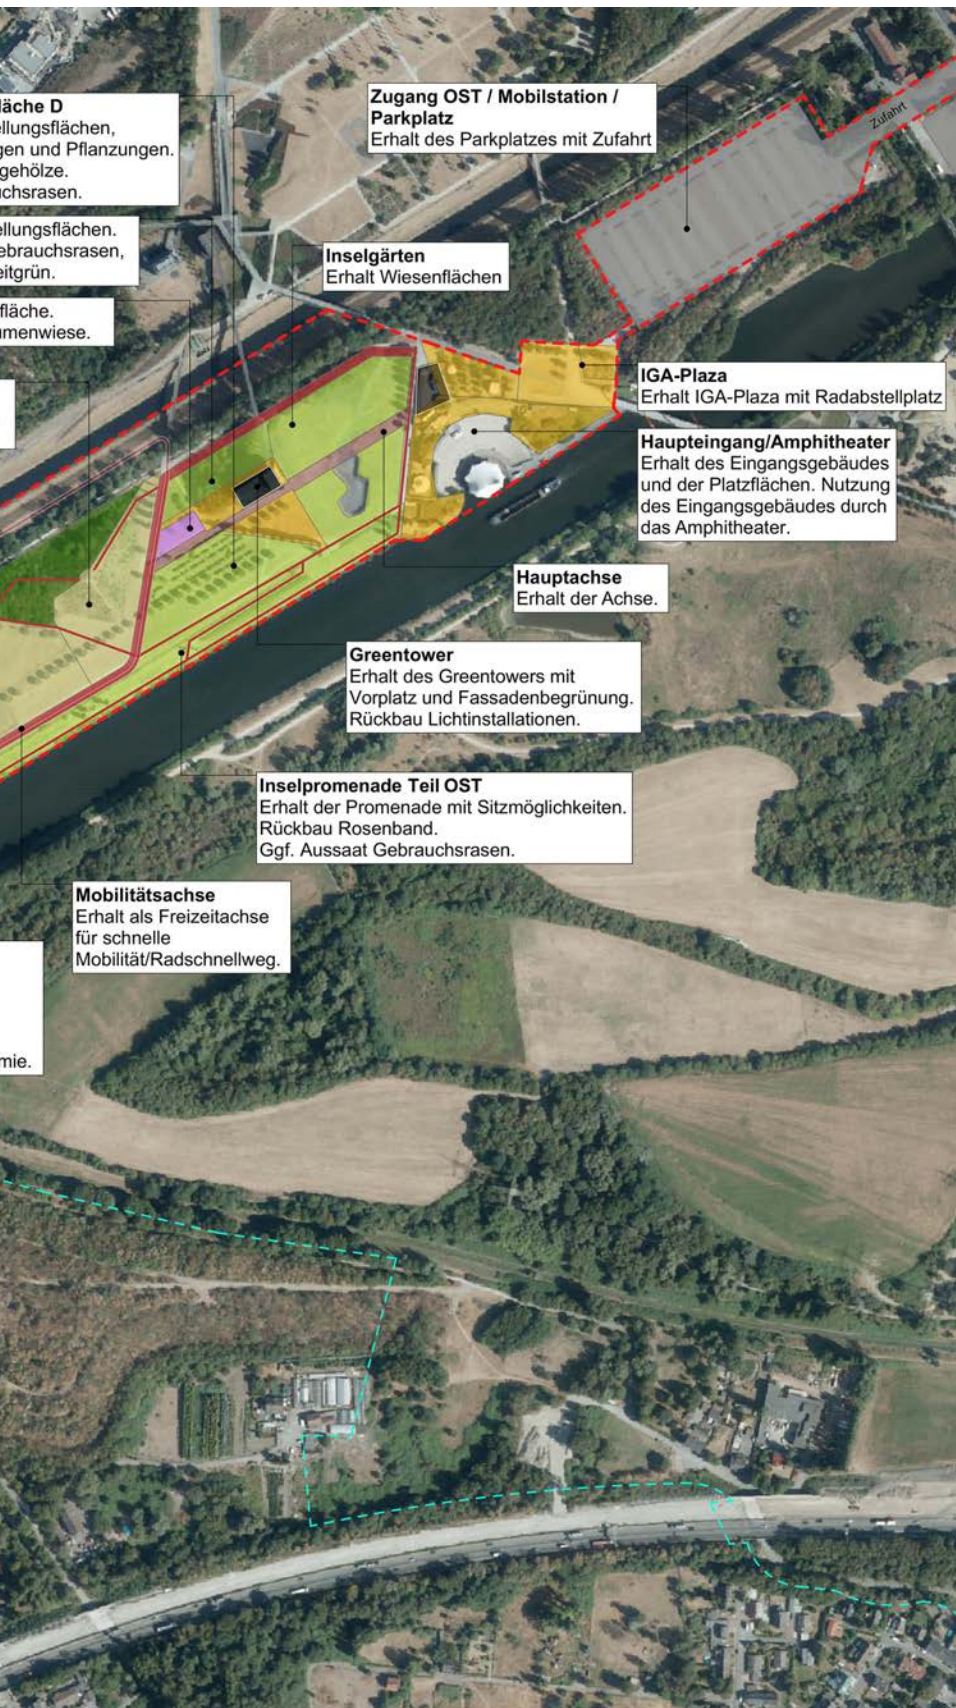 Zugang OST / Mobilstation /
Parkplatz
Erhalt des Parkplatzes mit Zufahrt
Zufahrt
läche D
ellungsflächen,
gen und Pflanzungen.
gehölze.
uchsrasen.
ellungsflächen.
ebrauchsrasen,
eitgrün.
fläche.
umenwiese.
Inselgärten
Erhalt Wiesenflächen
IGA-Plaza
Erhalt IGA-Plaza mit Radabstellplatz
Haupteingang/Amphitheater
Erhalt des Eingangsgebäudes
und der Platzflächen. Nutzung
des Eingangsgebäudes durch
das Amphitheater.
Hauptachse
Erhalt der Achse.
Greentower
Erhalt des Greentowers mit
Vorplatz und Fassadenbegrünung.
Rückbau Lichtinstallationen.
Inselpromenade Teil OST
Erhalt der Promenade mit Sitzmöglichkeiten.
Rückbau Rosenband.
Ggf. Aussaat Gebrauchsrasen.
Mobilitätsachse
Erhalt als Freizeitachse
für schnelle
Mobilität/Radschnellweg.
mie.